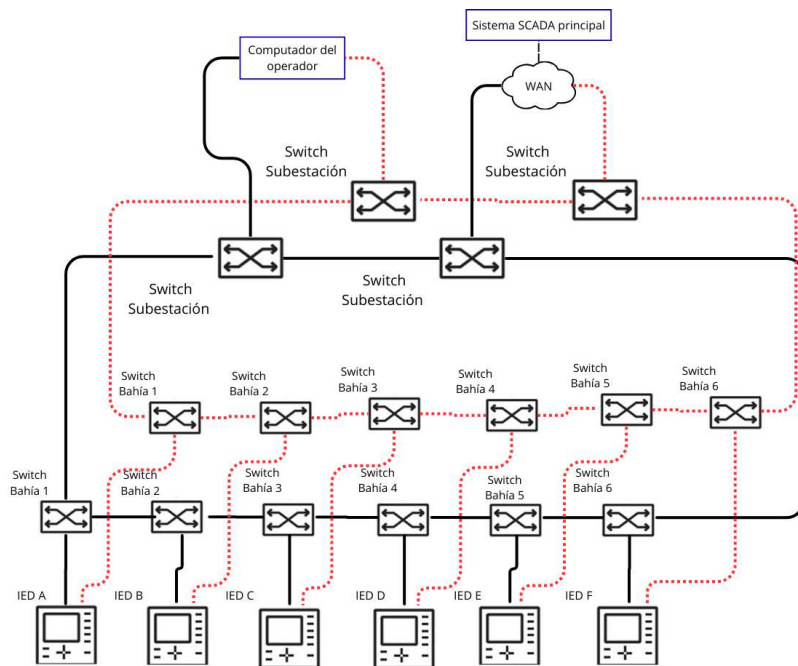 Sistema SCADA principal
Computador del
operador
WAN
Switch
Subestación
Switch
Subestación
Switch
Subestación
Switch
Subestación
Switch
Bahía 1
Switch
Bahía 2
Switch
Bahía 3
Switch
Bahía 4
Switch
Bahía 5
Switch
Bahía 6
Switch
Bahía 1
Switch
Bahía 2
Switch
Bahía 3
Switch
Bahía 4
Switch
Bahía 5
Switch
Bahía 6
IED A
IED B
IED C
IED D
IED E
IED F